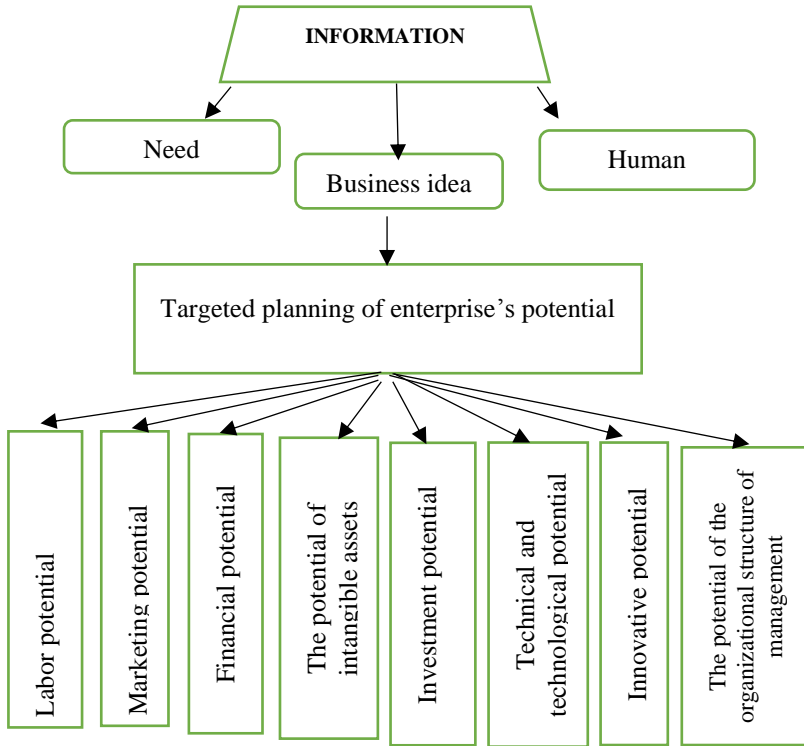 INFORMATION
Need
Human
Business idea
Targeted planning of enterprise’s potential
Labor potential
Marketing potential
Financial potential
The potential of
intangible assets
Investment potential
Technical and
technological potential
Innovative potential
The potential of the
organizational structure of
management